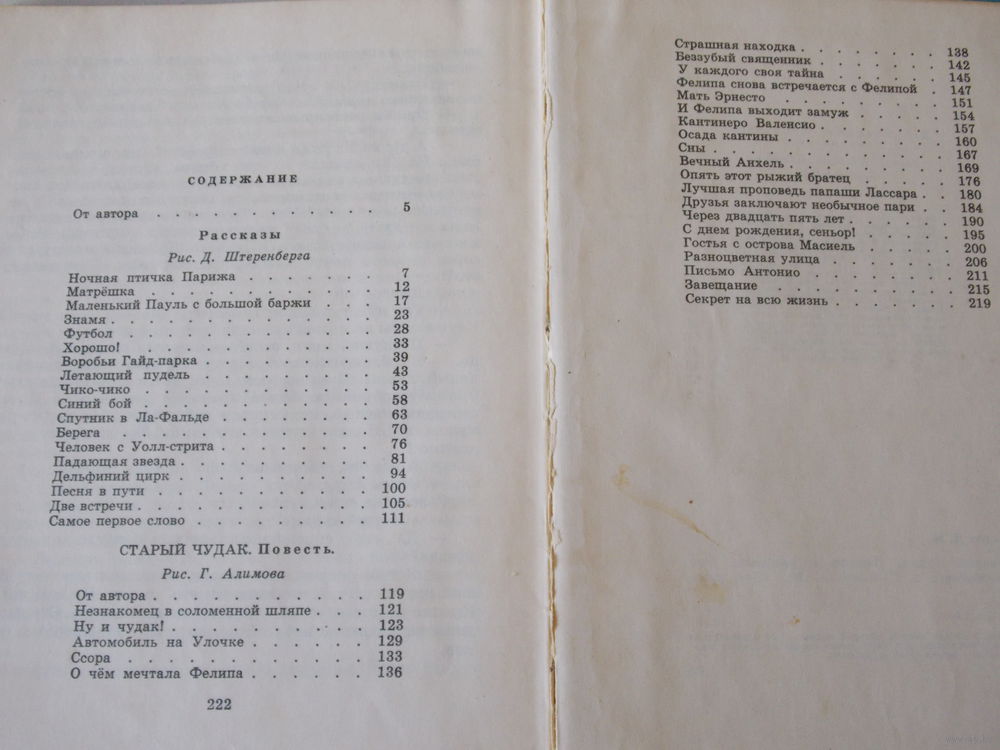 СОДЕРЖАНИЕ
От автора . . . . . . . . . . . . 5
Рассказы
Рис. Д. Штеренберга
Ночная птичка Парижа . . . . . . . 7
Матрёшка . . . . . . . . . . . 12
Маленький Пауль с большой баржи . . . . 17
Знамя . . . . . . . . . . . . . 23
Футбол . . . . . . . . . . . . 28
Хорошо! . . . . . . . . . . . 33
Воробьи Гайд-парка . . . . . . . . 39
Летающий пудель . . . . . . . . 43
Чико-чико . . . . . . . . . . . 53
Синий бой . . . . . . . . . . . 58
Спутник в Ла-Фальде . . . . . . . 63
Берега . . . . . . . . . . . . 70
Человек с Уолл-стрита . . . . . . . 76
Падающая звезда . . . . . . . . . 81
Дельфиний цирк . . . . . . . . . 94
Песня в пути . . . . . . . . . . 100
Две встречи . . . . . . . . . . . 105
Самое первое слово . . . . . . . . 111
СТАРЫЙ ЧУДАК. Повесть.
Рис. Г. Алимова
От автора . . . . . . . . . . . 119
Незнакомец в соломенной шляпе . . . 121
Ну и чудак! . . . . . . . . . . 123
Автомобиль на Улочке . . . . . . 129
Ссора . . . . . . . . . . . . 133
О чём мечтала Фелипа . . . . . . 136
222
Страшная находка . . . . . . . . 138
Беззубый священник . . . . . . . 142
У каждого своя тайна . . . . . . 145
Фелипа снова встречается с Фелипой . 147
Мать Эрнесто . . . . . . . . . 151
И Фелипа выходит замуж . . . . . 154
Кантинеро Валенсио . . . . . . . 157
Осада кантины . . . . . . . . . 160
Сны . . . . . . . . . . . . . 167
Вечный Анхель . . . . . . . . . 169
Опять этот рыжий братец . . . . . 176
Лучшая проповедь папаши Лассара . . 180
Друзья заключают необычное пари . . 184
Через двадцать пять лет . . . . . . 190
С днем рождения, сеньор! . . . . . 195
Гостья с острова Масиель . . . . . 200
Разноцветная улица . . . . . . . 206
Письмо Антонио . . . . . . . . 211
Завещание . . . . . . . . . . 215
Секрет на всю жизнь . . . . . . . 219